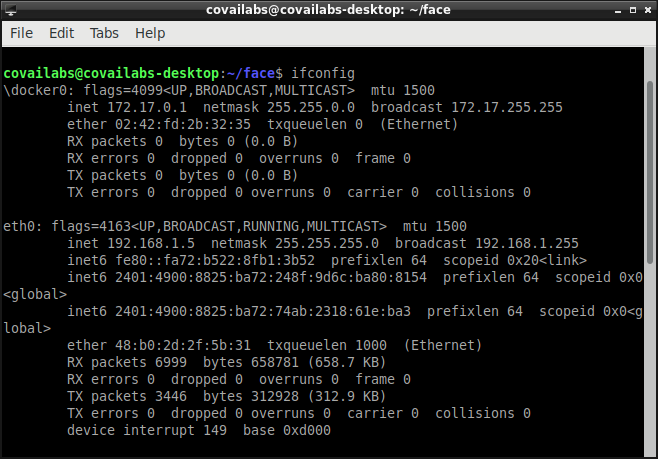 covailabs@covailabs-desktop: ~/face
File Edit Tabs Help
covailabs@covailabs-desktop:~/face$ ifconfig
\docker0: flags=4099<UP,BROADCAST,MULTICAST>  mtu 1500
        inet 172.17.0.1  netmask 255.255.0.0  broadcast 172.17.255.255
        ether 02:42:fd:2b:32:35  txqueuelen 0  (Ethernet)
        RX packets 0  bytes 0 (0.0 B)
        RX errors 0  dropped 0  overruns 0  frame 0
        TX packets 0  bytes 0 (0.0 B)
        TX errors 0  dropped 0 overruns 0  carrier 0  collisions 0
eth0: flags=4163<UP,BROADCAST,RUNNING,MULTICAST>  mtu 1500
        inet 192.168.1.5  netmask 255.255.255.0  broadcast 192.168.1.255
        inet6 fe80::fa72:b522:8fb1:3b52  prefixlen 64  scopeid 0x20<link>
        inet6 2401:4900:8825:ba72:248f:9d6c:ba80:8154  prefixlen 64  scopeid 0x0
<global>
        inet6 2401:4900:8825:ba72:74ab:2318:61e:ba3  prefixlen 64  scopeid 0x0<g
lobal>
        ether 48:b0:2d:2f:5b:31  txqueuelen 1000  (Ethernet)
        RX packets 6999  bytes 658781 (658.7 KB)
        RX errors 0  dropped 0  overruns 0  frame 0
        TX packets 3446  bytes 312928 (312.9 KB)
        TX errors 0  dropped 0 overruns 0  carrier 0  collisions 0
        device interrupt 149  base 0xd000